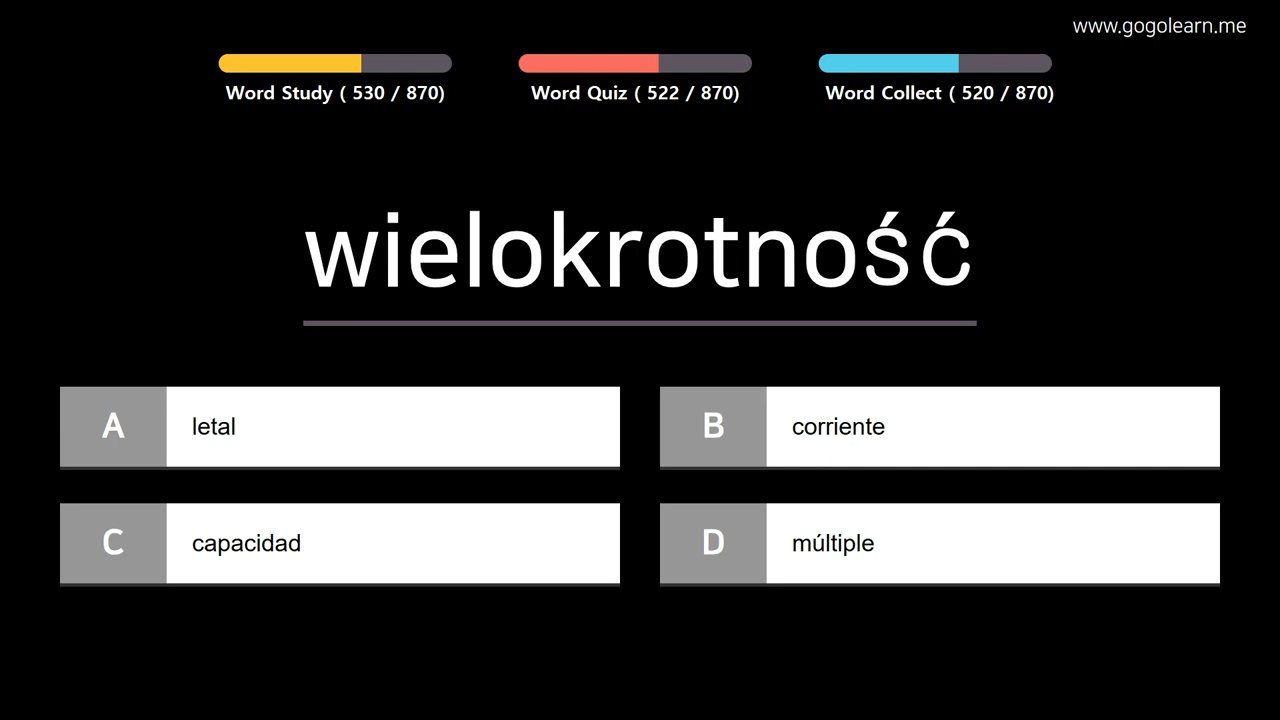 www.gogolearn.me
Word Study ( 530 / 870)
Word Quiz ( 522 / 870)
Word Collect ( 520 / 870)
wielokrotność
A letal
B corriente
C capacidad
D múltiple